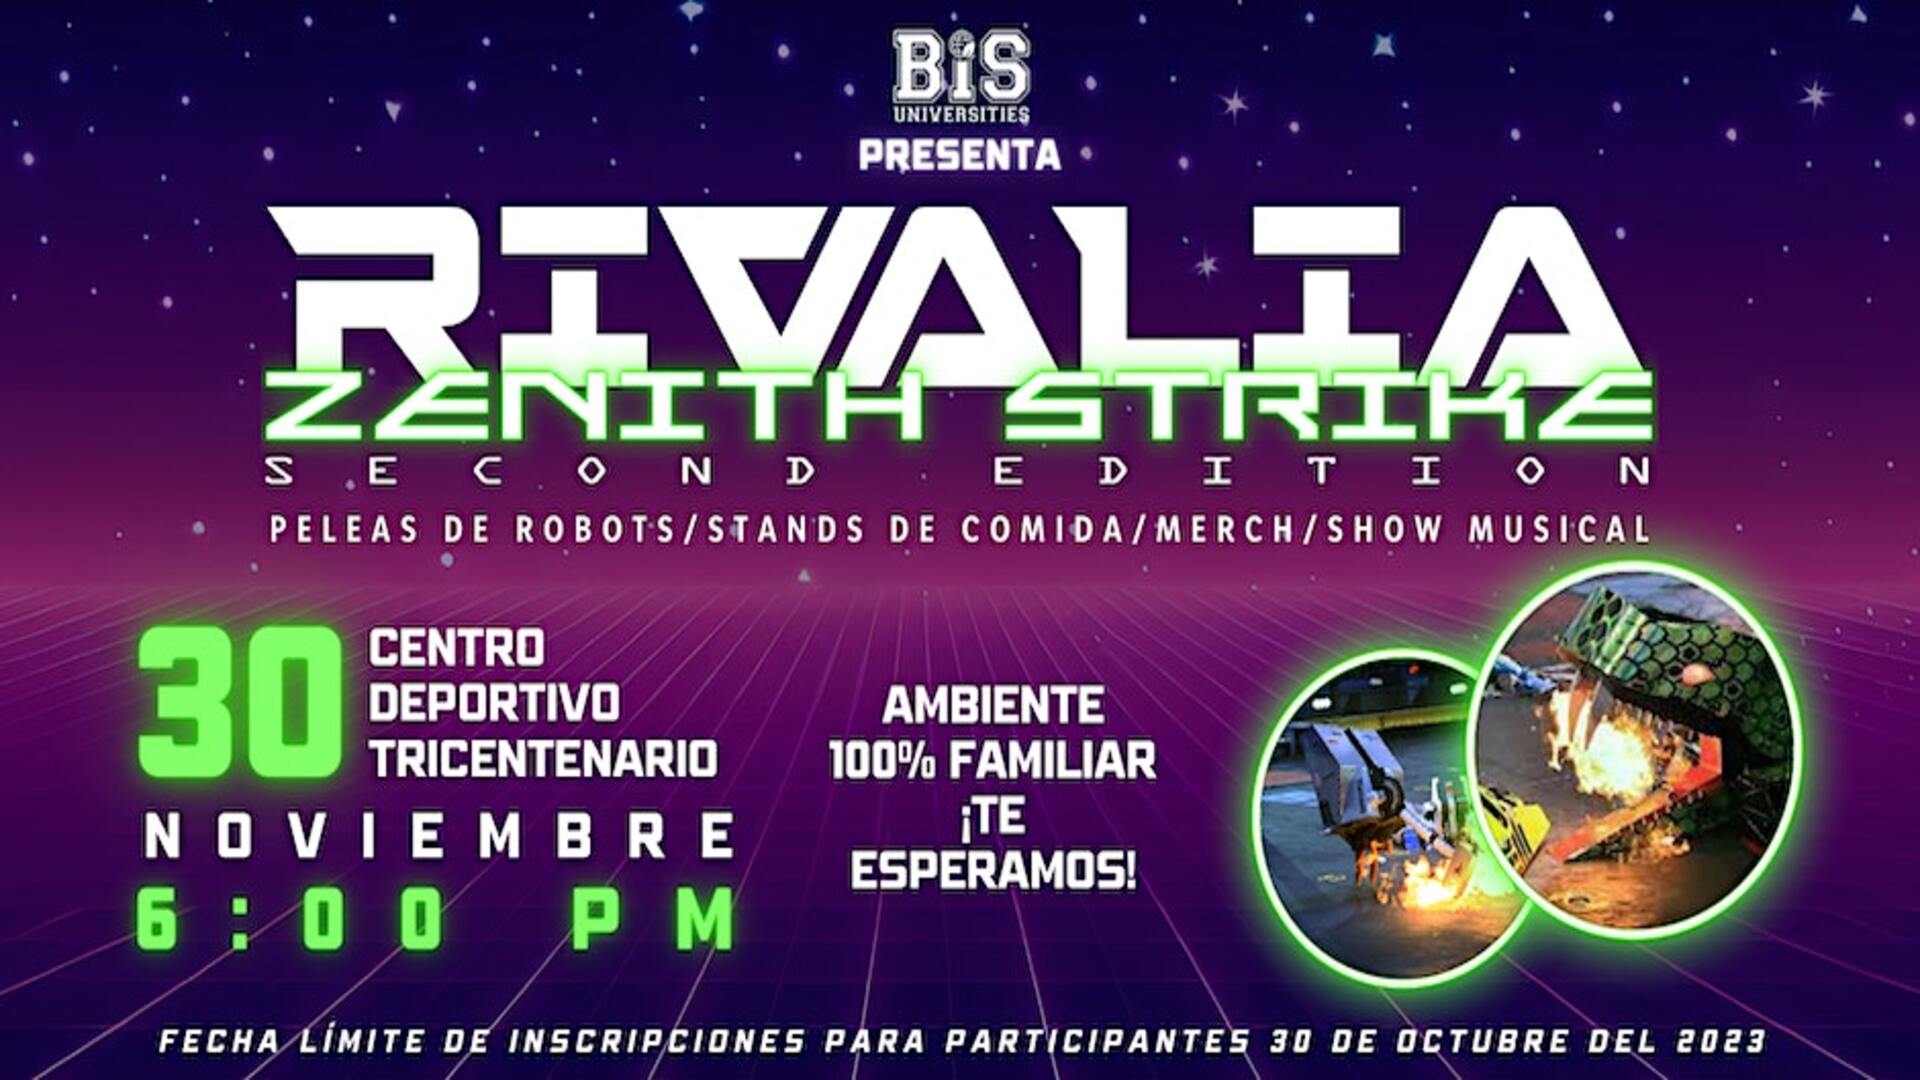 BiS
UNIVERSITIES
PRESENTA
RIVALIA
ZENITH STRIKE
SECOND EDITION
PELEAS DE ROBOTS/STANDS DE COMIDA/MERCH/SHOW MUSICAL
30
CENTRO
DEPORTIVO
TRICENTENARIO
NOVIEMBRE
6:00 PM
AMBIENTE
100% FAMILIAR
¡TE
ESPERAMOS!
FECHA LÍMITE DE INSCRIPCIONES PARA PARTICIPANTES 30 DE OCTUBRE DEL 2023